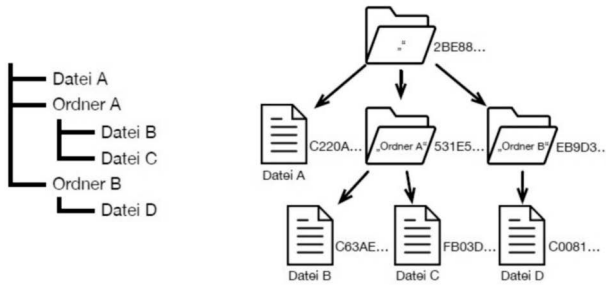 Datei A
Ordner A
Datei B
Datei C
Ordner B
Datei D
„“ 2BE88...
C220A... „Ordner A“ 531E5... „Ordner B“ EB9D3...
Datei A
C63AE... FB03D... C0081...
Datei B Datei C Datei D